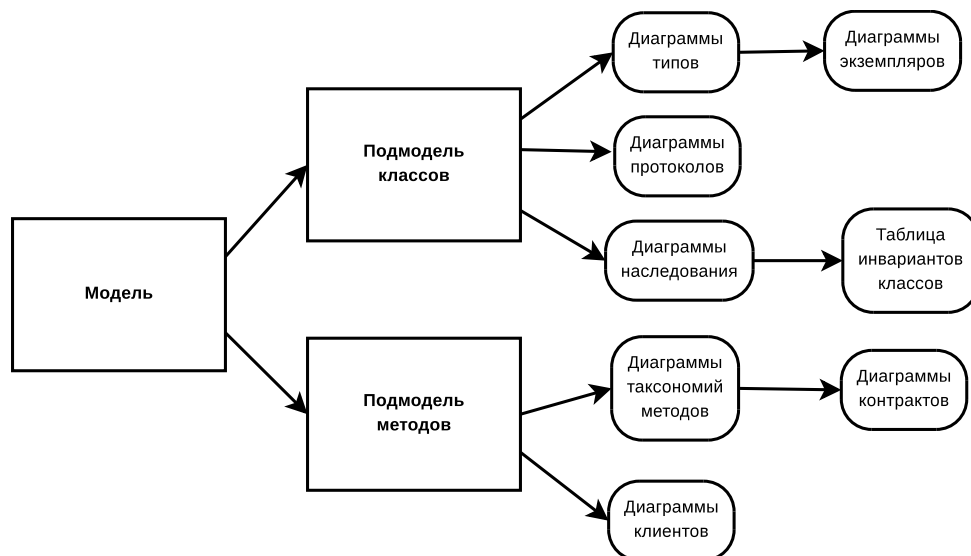 Модель
Подмодель
классов
Подмодель
методов
Диаграммы
типов
Диаграммы
экземпляров
Диаграммы
протоколов
Диаграммы
наследования
Таблица
инвариантов
классов
Диаграммы
таксономий
методов
Диаграммы
контрактов
Диаграммы
клиентов